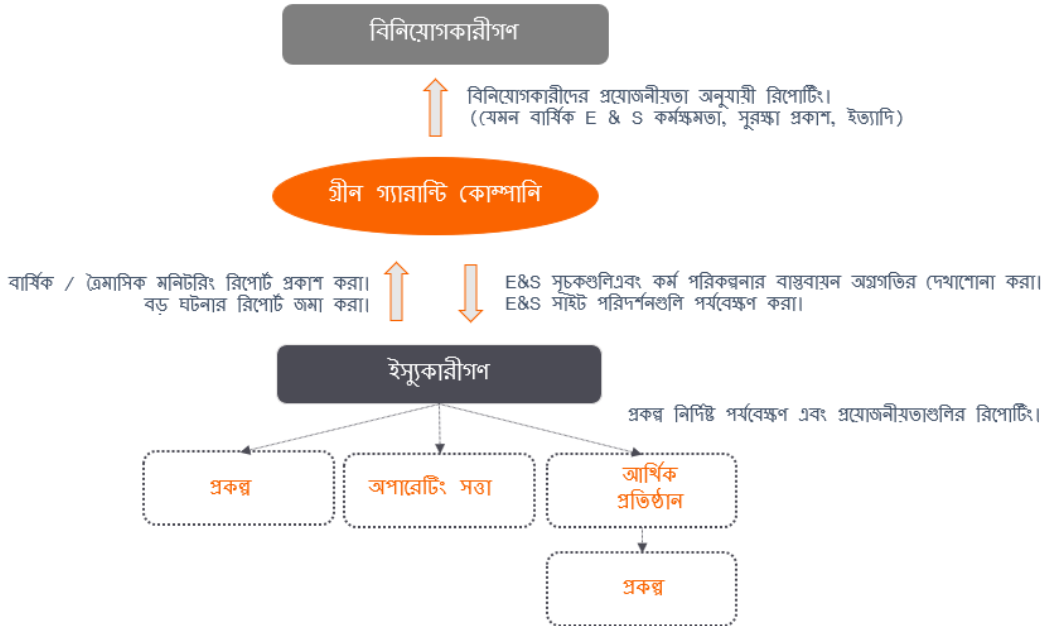 বিনিয়োগকারীগণ
বিনিয়োগকারীদের প্রয়োজনীয়তা অনুযায়ী রিপোর্টিং।
((যেমন বার্ষিক E & S কর্মক্ষমতা, সুরক্ষা প্রকাশ, ইত্যাদি)
গ্রীন গ্যারান্টি কোম্পানি
বার্ষিক / ত্রৈমাসিক মনিটরিং রিপোর্ট প্রকাশ করা।
বড় ঘটনার রিপোর্ট জমা করা।
E&S সূচকগুলিএবং কর্ম পরিকল্পনার বাস্তবায়ন অগ্রগতির দেখাশোনা করা।
E&S সাইট পরিদর্শনগুলি পর্যবেক্ষণ করা।
ইস্যুকারীগণ
প্রকল্প নির্দিষ্ট পর্যবেক্ষণ এবং প্রয়োজনীয়তাগুলির রিপোর্টিং।
প্রকল্প
অপারেটিং সত্তা
আর্থিক
প্রতিষ্ঠান
প্রকল্প